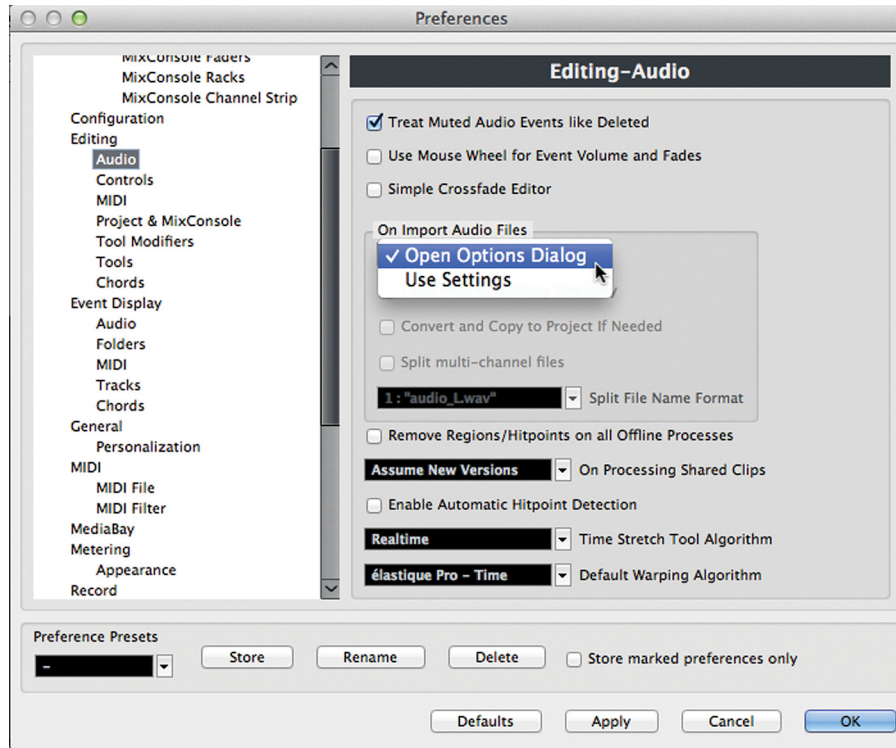 Preferences
MixConsole Faders
MixConsole Racks
MixConsole Channel Strip
Configuration
Editing
Audio
Controls
MIDI
Project & MixConsole
Tool Modifiers
Tools
Chords
Event Display
Audio
Folders
MIDI
Tracks
Chords
General
Personalization
MIDI
MIDI File
MIDI Filter
MediaBay
Metering
Appearance
Record
Editing-Audio
Treat Muted Audio Events like Deleted
Use Mouse Wheel for Event Volume and Fades
Simple Crossfade Editor
On Import Audio Files
✓ Open Options Dialog
Use Settings
Convert and Copy to Project If Needed
Split multi-channel files
1 : "audio_L.wav" Split File Name Format
Remove Regions/Hitpoints on all Offline Processes
Assume New Versions On Processing Shared Clips
Enable Automatic Hitpoint Detection
Realtime Time Stretch Tool Algorithm
élastique Pro - Time Default Warping Algorithm
Preference Presets
– Store Rename Delete Store marked preferences only
Defaults Apply Cancel OK